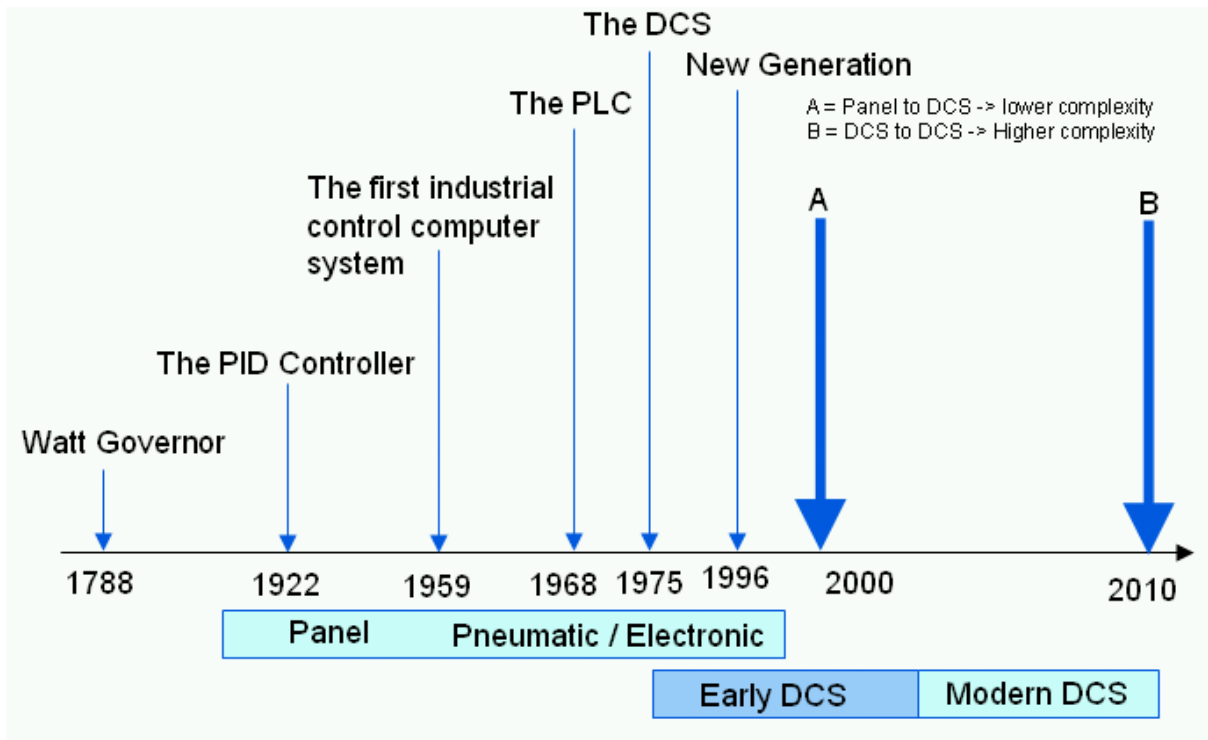 The DCS
New Generation
The PLC
A = Panel to DCS -> lower complexity
B = DCS to DCS -> Higher complexity
The first industrial
control computer
system
A
B
The PID Controller
Watt Governor
1788
1922
1959
1968
1975
1996
2000
2010
Panel
Pneumatic / Electronic
Early DCS
Modern DCS